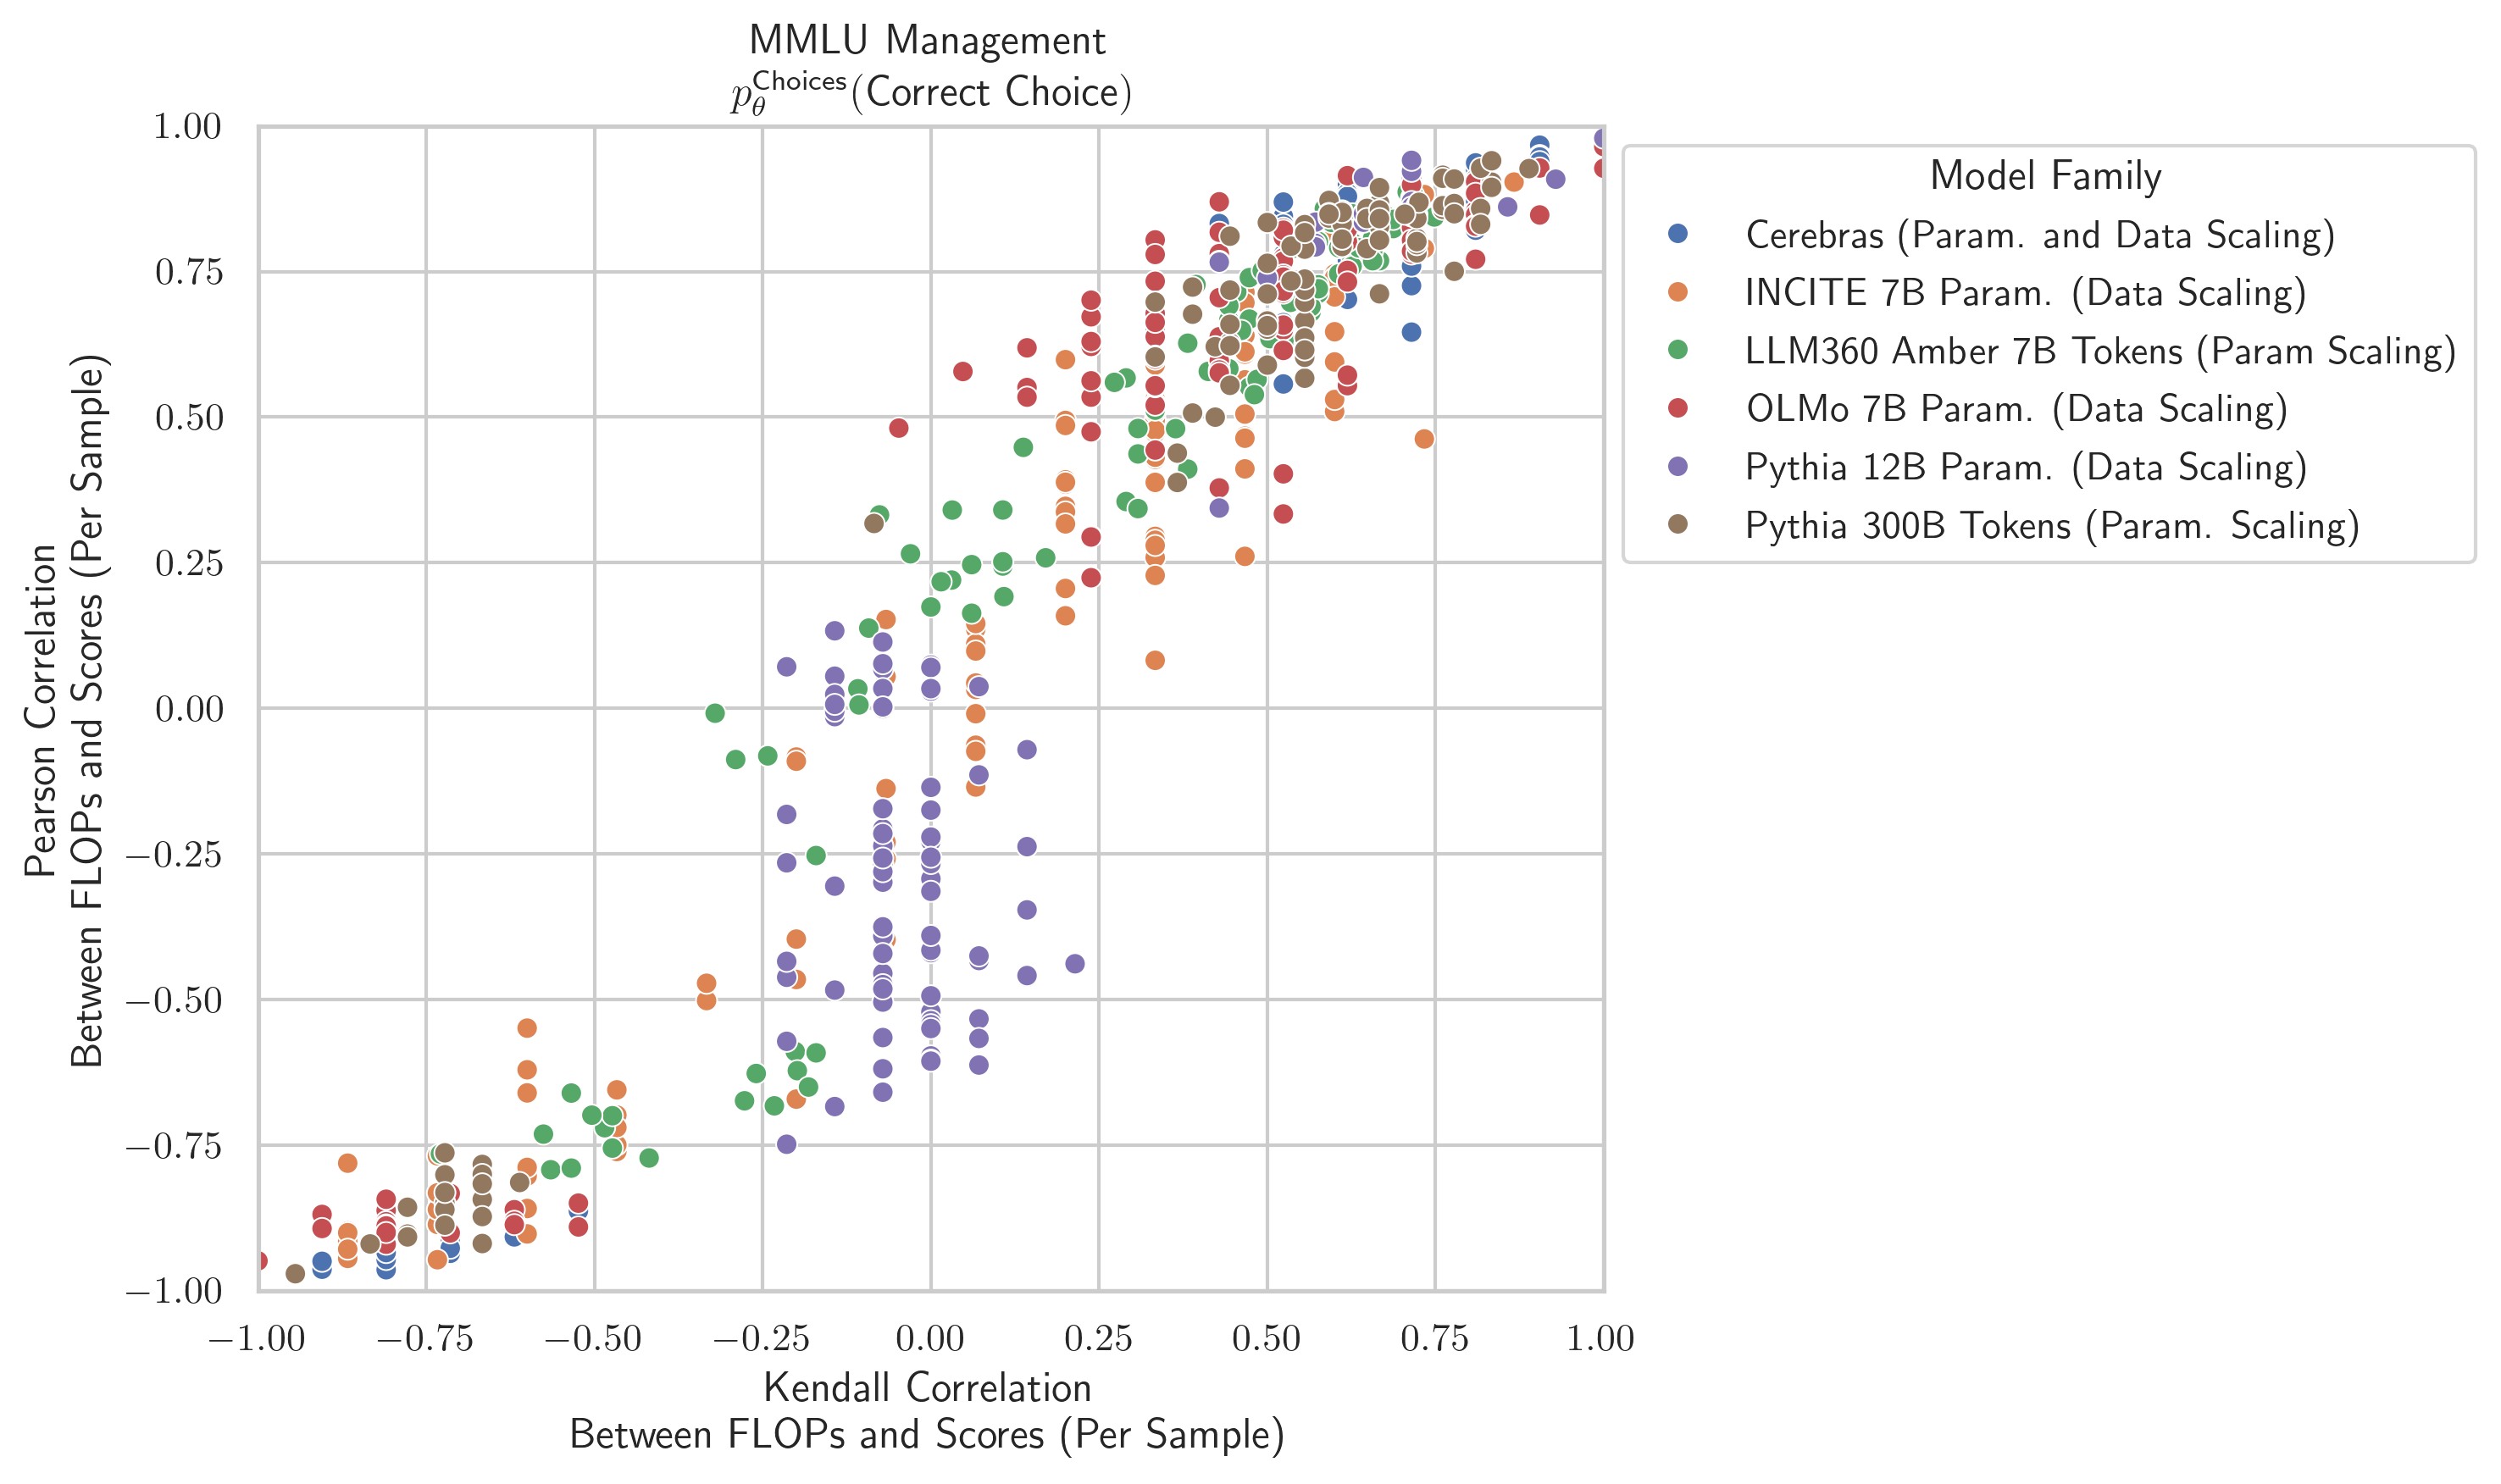 MMLU Management
pθ^Choices(Correct Choice)
1.00
0.75
0.50
0.25
0.00
−0.25
−0.50
−0.75
−1.00
Pearson Correlation
Between FLOPs and Scores (Per Sample)
−1.00
−0.75
−0.50
−0.25
0.00
0.25
0.50
0.75
1.00
Kendall Correlation
Between FLOPs and Scores (Per Sample)
Model Family
Cerebras (Param. and Data Scaling)
INCITE 7B Param. (Data Scaling)
LLM360 Amber 7B Tokens (Param Scaling)
OLMo 7B Param. (Data Scaling)
Pythia 12B Param. (Data Scaling)
Pythia 300B Tokens (Param. Scaling)